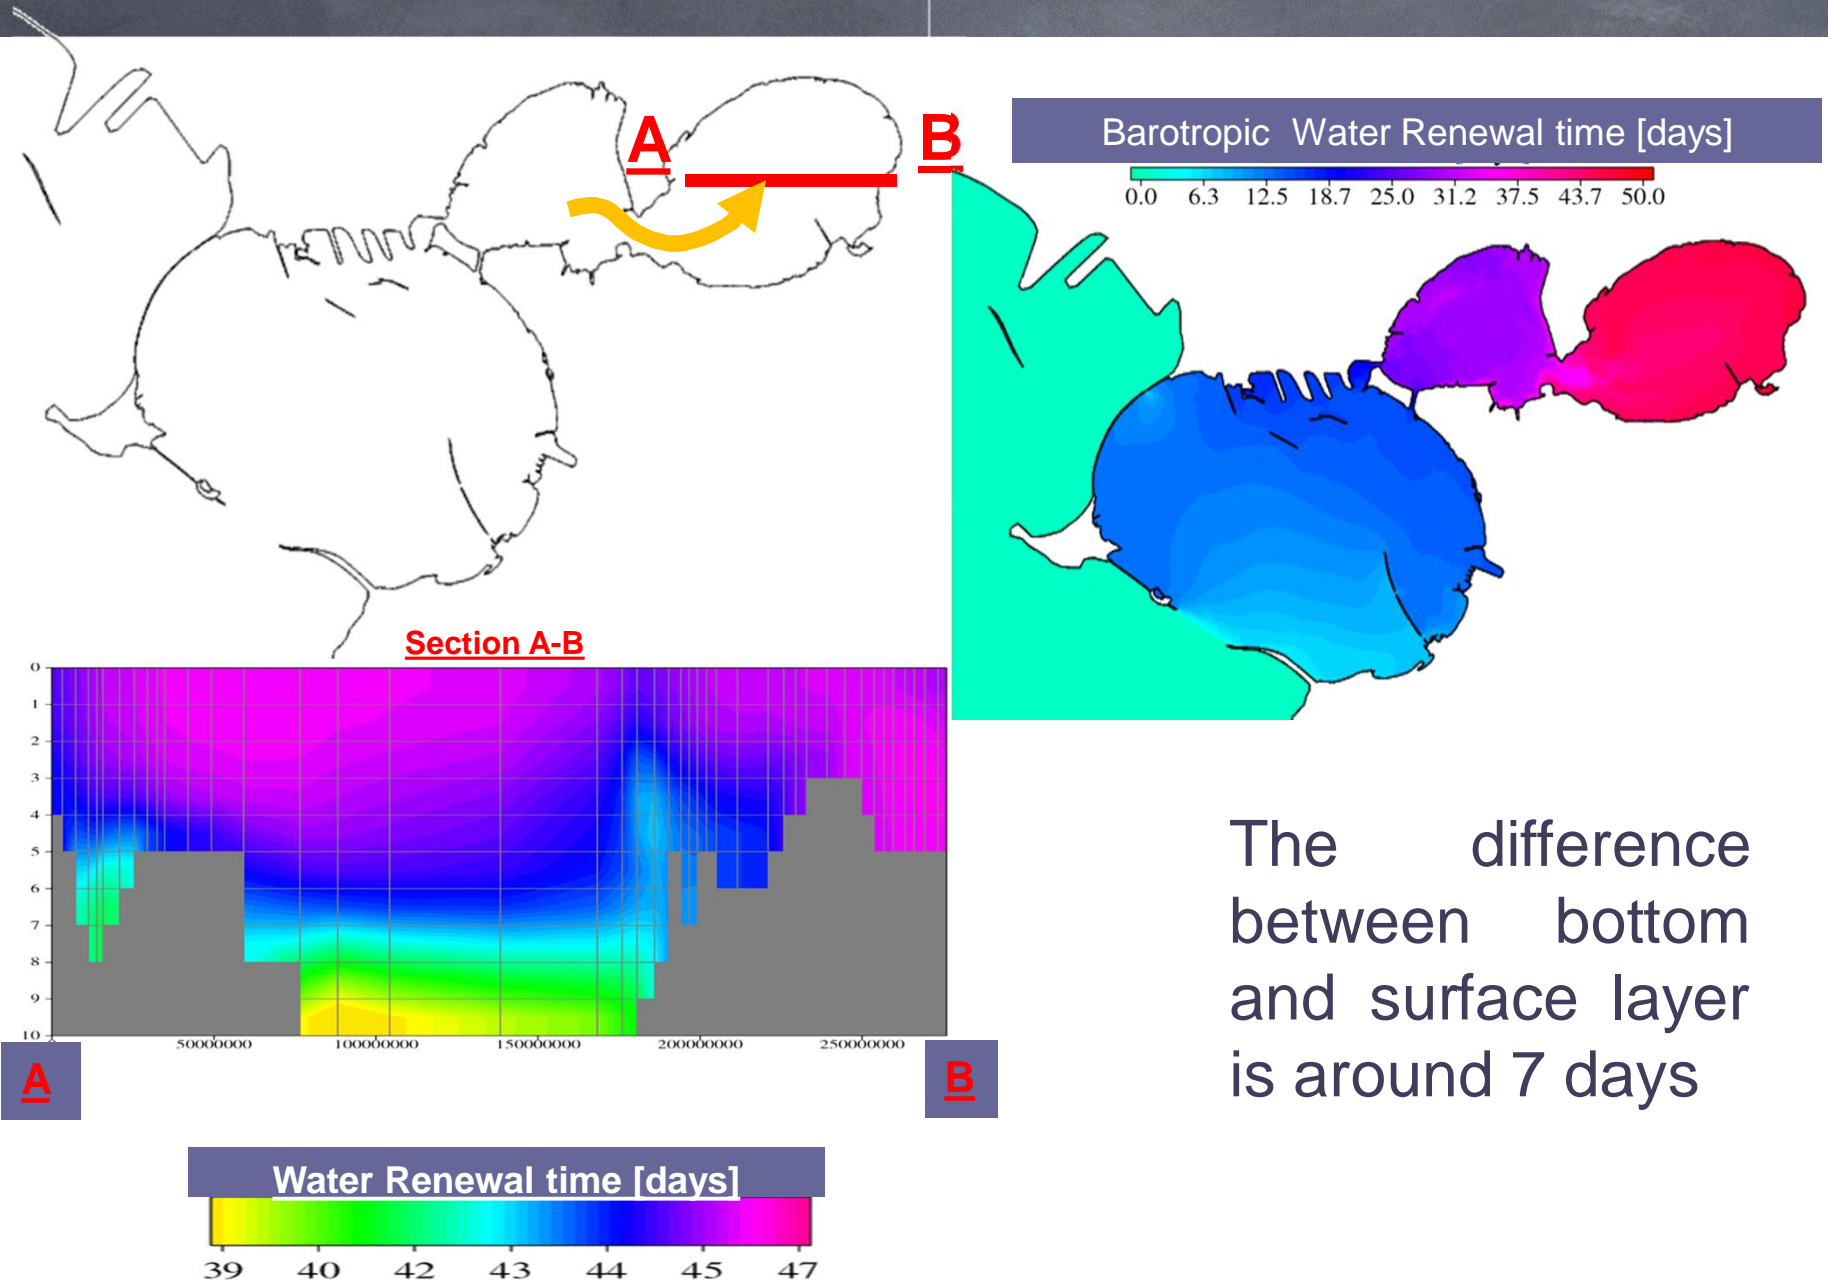 A
B
Barotropic Water Renewal time [days]
0.0 6.3 12.5 18.7 25.0 31.2 37.5 43.7 50.0
Section A-B
0
1
2
3
4
5
6
7
8
9
10
50000000 100000000 150000000 200000000 250000000
A
B
The difference
between bottom
and surface layer
is around 7 days
Water Renewal time [days]
39 40 42 43 44 45 47